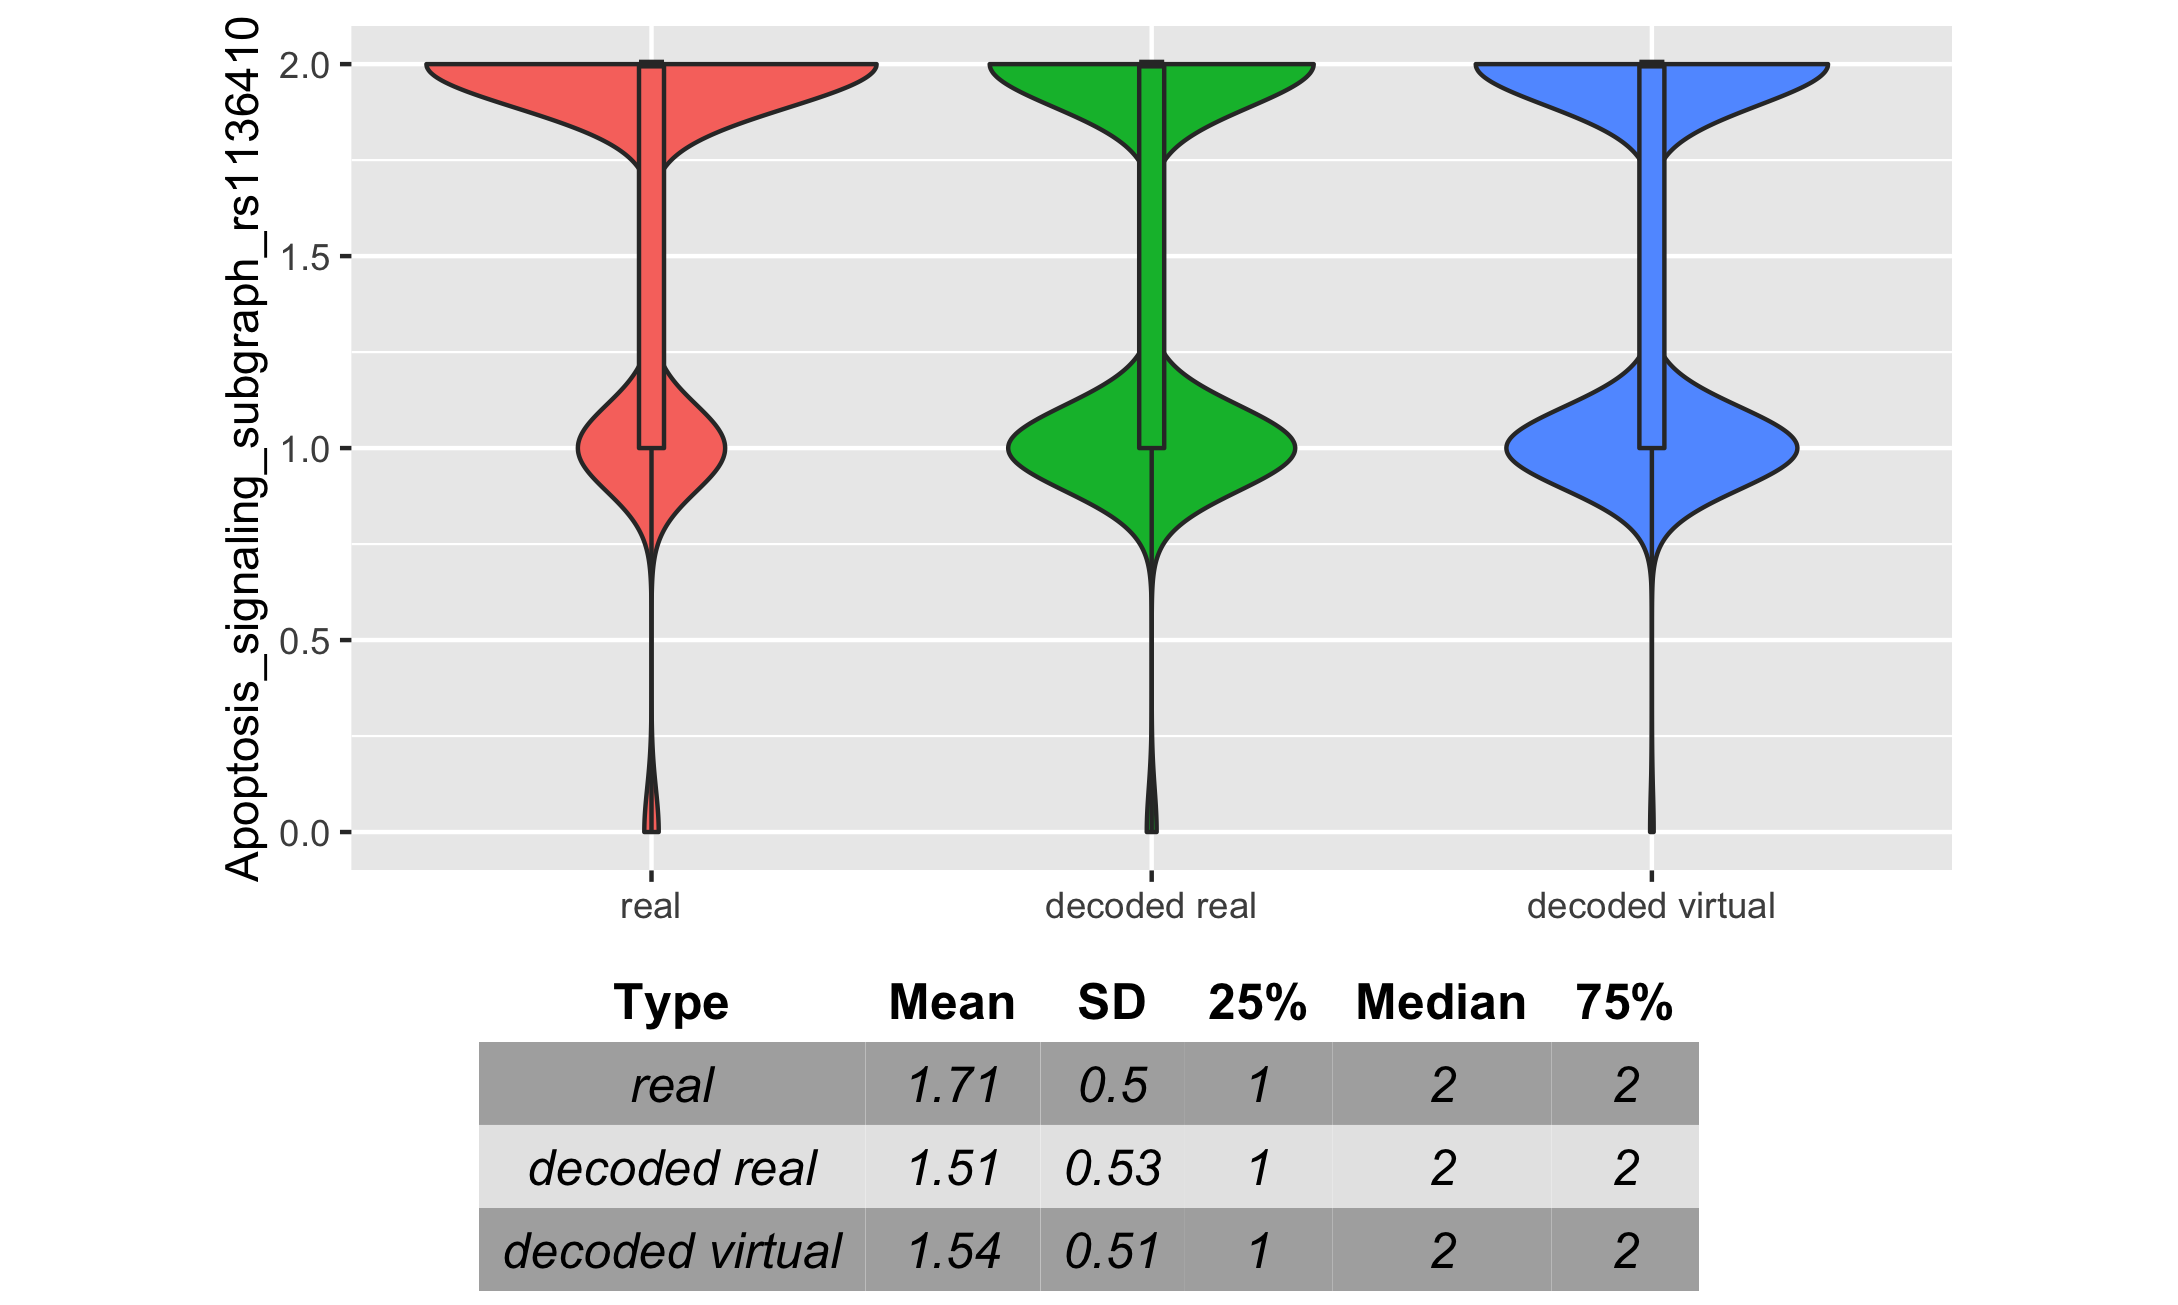 Apoptosis_signaling_subgraph_rs1136410
2.0
1.5
1.0
0.5
0.0
real decoded real decoded virtual
Type Mean SD 25% Median 75%
real 1.71 0.5 1 2 2
decoded real 1.51 0.53 1 2 2
decoded virtual 1.54 0.51 1 2 2